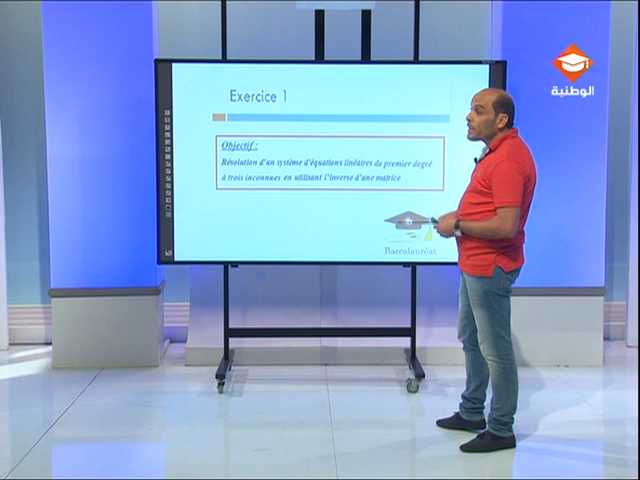 Exercice 1
الوطنية
Objectif :
Résolution d'un système d'équations linéaires de premier degré
à trois inconnues en utilisant l'inverse d'une matrice
Baccalauréat